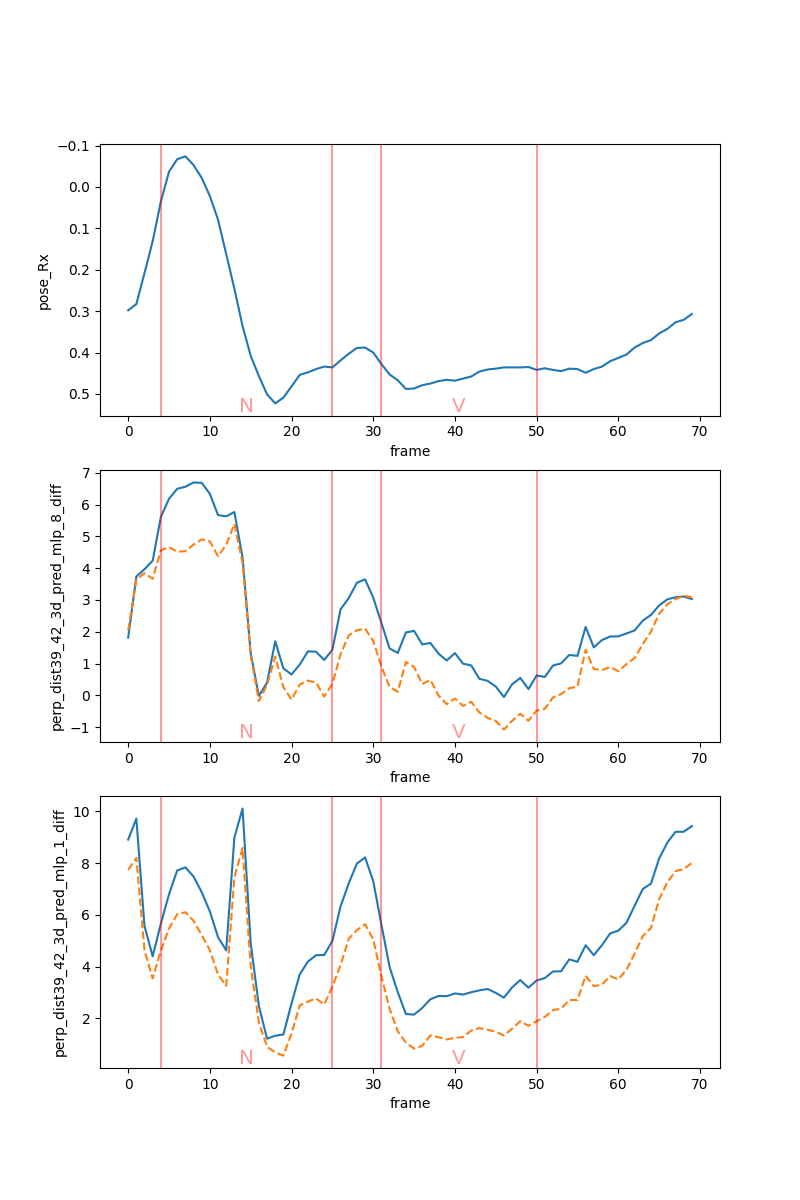 −0.1
0.0
0.1
0.2
0.3
0.4
0.5
pose_Rx
N
V
0 10 20 30 40 50 60 70
frame
7
6
5
4
3
2
1
0
−1
perp_dist39_42_3d_pred_mlp_8_diff
N
V
0 10 20 30 40 50 60 70
frame
10
8
6
4
2
perp_dist39_42_3d_pred_mlp_1_diff
N
V
0 10 20 30 40 50 60 70
frame